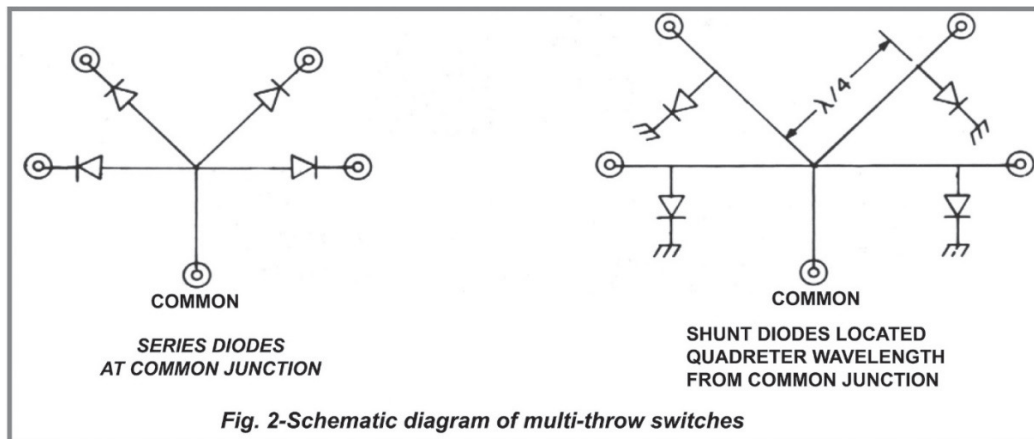 λ/4
COMMON
SERIES DIODES
AT COMMON JUNCTION
COMMON
SHUNT DIODES LOCATED
QUADRETER WAVELENGTH
FROM COMMON JUNCTION
Fig. 2-Schematic diagram of multi-throw switches